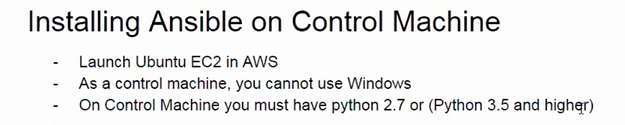 Installing Ansible on Control Machine
- Launch Ubuntu EC2 in AWS
- As a control machine, you cannot use Windows
- On Control Machine you must have python 2.7 or (Python 3.5 and higher)